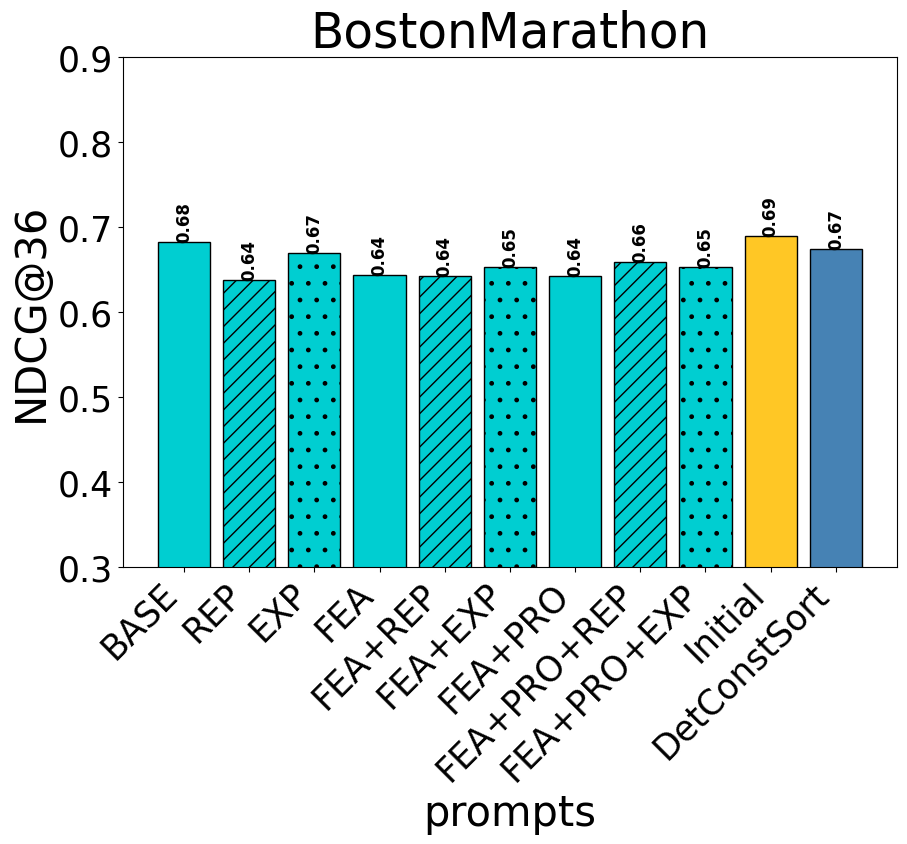 BostonMarathon
NDCG@36
0.9
0.8
0.7
0.6
0.5
0.4
0.3
0.68
0.64
0.67
0.64
0.64
0.65
0.64
0.66
0.65
0.69
0.67
BASE
REP
EXP
FEA
FEA+REP
FEA+EXP
FEA+PRO
FEA+PRO+REP
FEA+PRO+EXP
Initial
DetConstSort
prompts